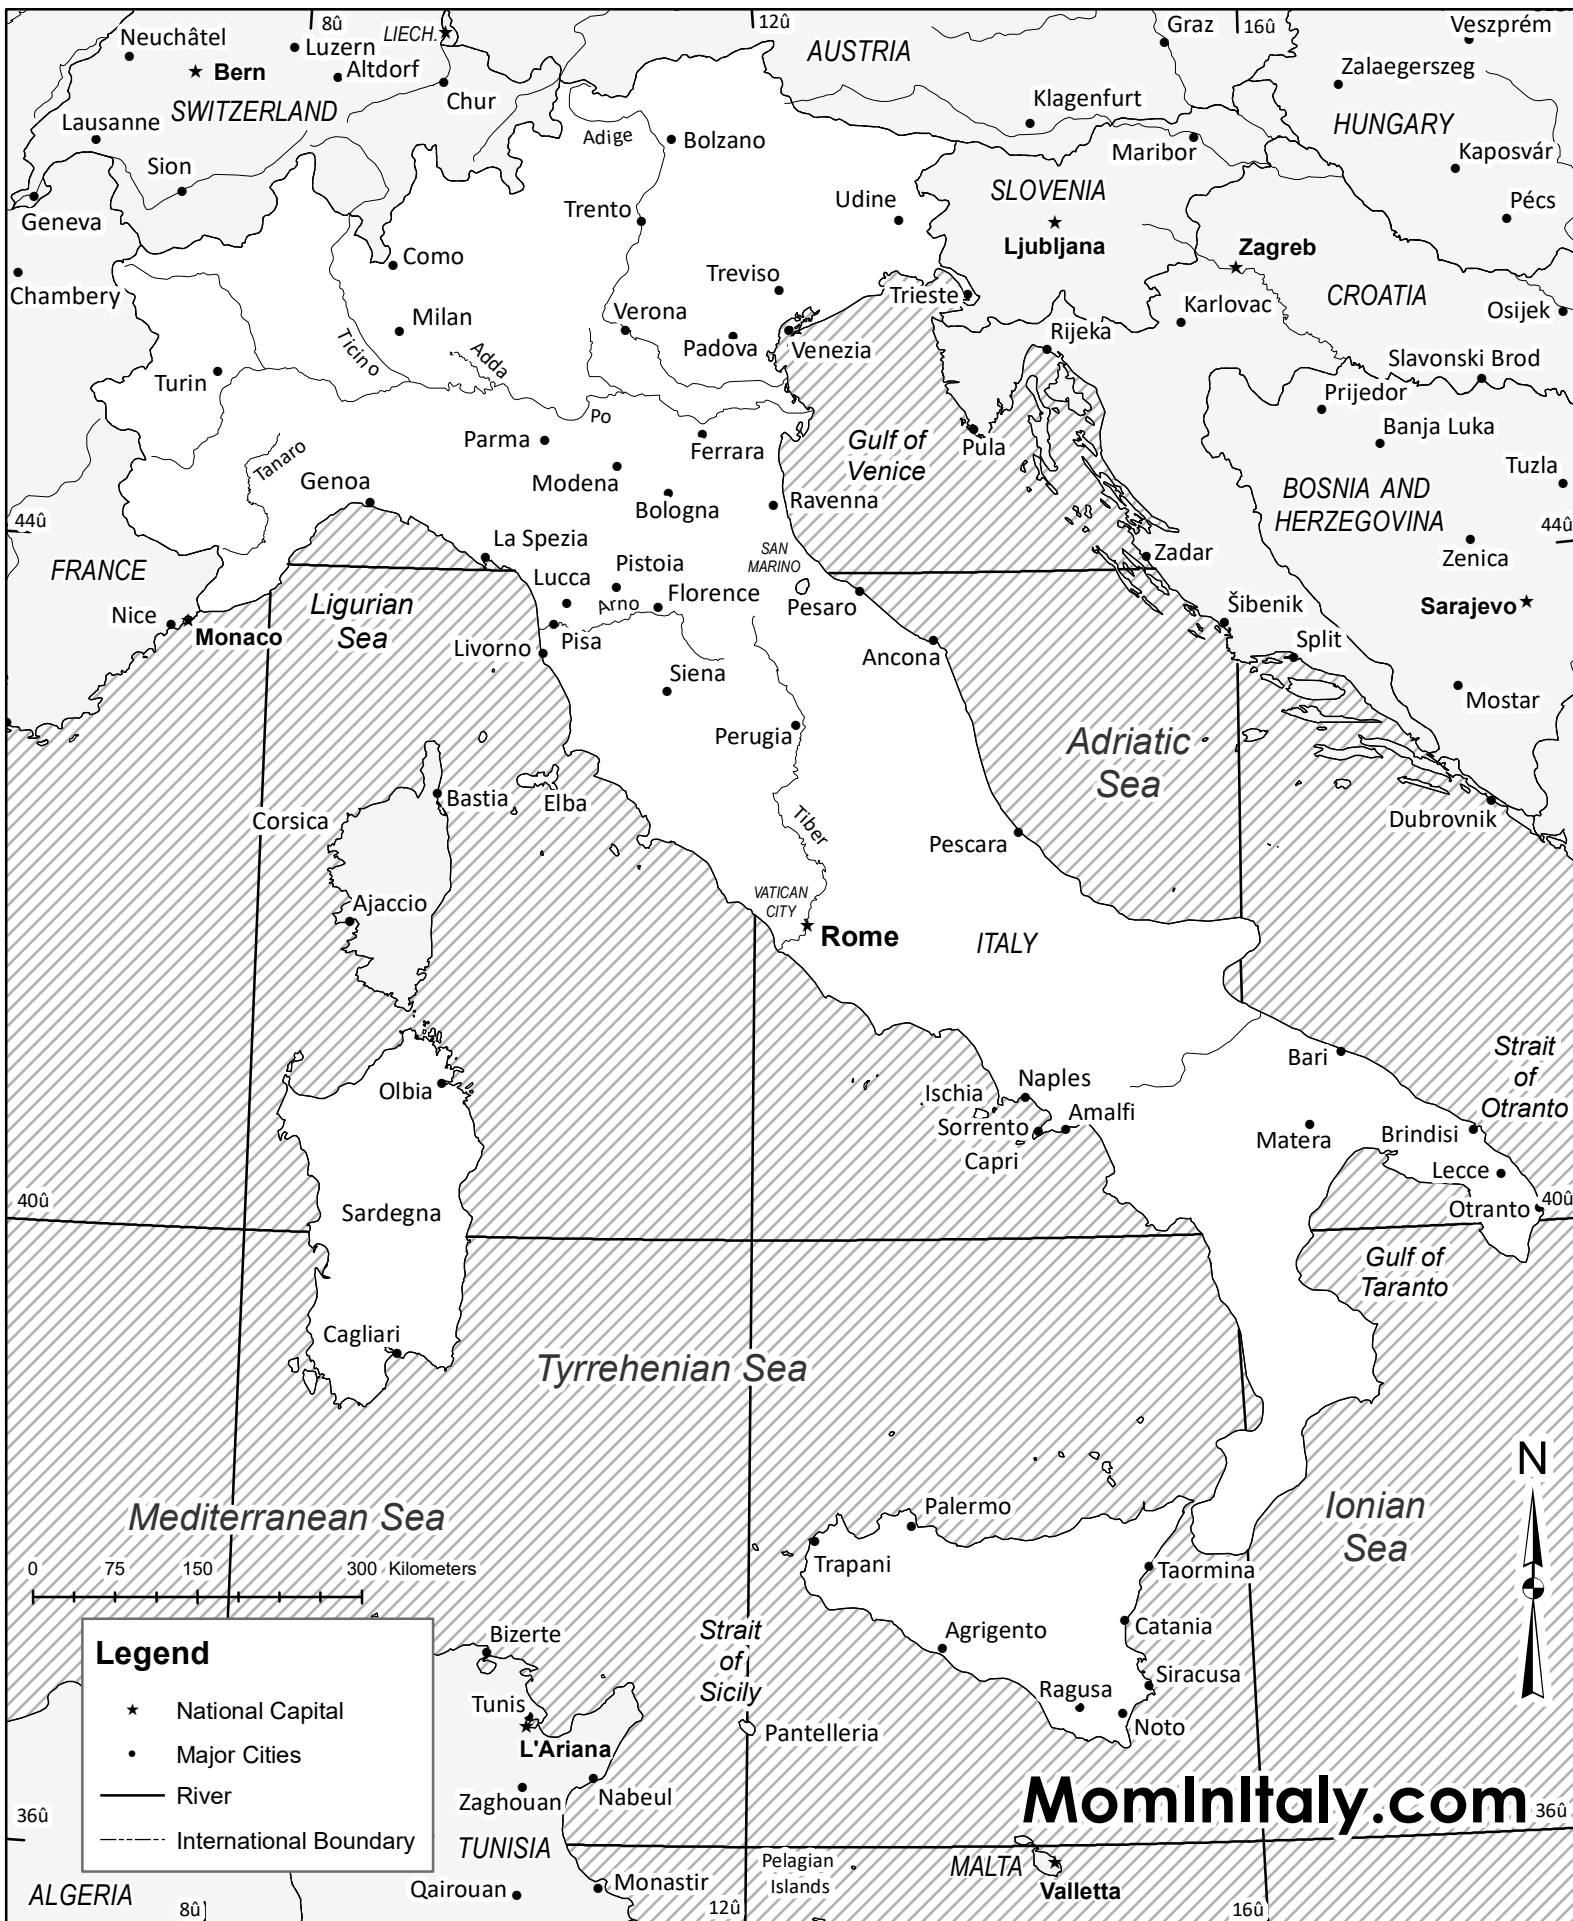 8û
12û
16û
Neuchâtel
Luzern
LIECH.
AUSTRIA
Graz
Veszprém
Bern
Altdorf
Chur
Zalaegerszeg
SWITZERLAND
Klagenfurt
HUNGARY
Lausanne
Adige
Bolzano
Maribor
Kaposvár
Sion
SLOVENIA
Geneva
Trento
Udine
Pécs
Ljubljana
Zagreb
Como
Treviso
Chambery
Trieste
CROATIA
Milan
Verona
Karlovac
Osijek
Ticino
Adda
Padova
Venezia
Rijeka
Turin
Slavonski Brod
Prijedor
Po
Parma
Ferrara
Gulf of
Venice
Pula
Banja Luka
Tanaro
Genoa
Modena
Tuzla
Bologna
Ravenna
BOSNIA AND
HERZEGOVINA
44û
44û
La Spezia
SAN
MARINO
Zadar
Zenica
FRANCE
Pistoia
Lucca
Arno
Florence
Pesaro
Ligurian
Sea
Šibenik
Sarajevo
Nice
Monaco
Livorno
Pisa
Ancona
Split
Siena
Mostar
Perugia
Adriatic
Sea
Bastia
Elba
Corsica
Tiber
Dubrovnik
Pescara
Ajaccio
VATICAN
CITY
Rome
ITALY
Bari
Strait
of
Otranto
Olbia
Ischia
Naples
Sorrento
Amalfi
Capri
Matera
Brindisi
Lecce
40û
Sardegna
Otranto
40û
Gulf of
Taranto
Cagliari
Tyrrehenian Sea
N
Mediterranean Sea
Palermo
Ionian
Sea
0 75 150 300 Kilometers
Trapani
Taormina
Legend
Bizerte
Strait
of
Sicily
Agrigento
Catania
Siracusa
National Capital
Tunis
Ragusa
Noto
Pantelleria
L'Ariana
Major Cities
River
Zaghouan
Nabeul
MomInItaly.com
36û
36û
International Boundary
TUNISIA
Pelagian
Islands
MALTA
Valletta
ALGERIA
Qairouan
Monastir
8û
12û
16û